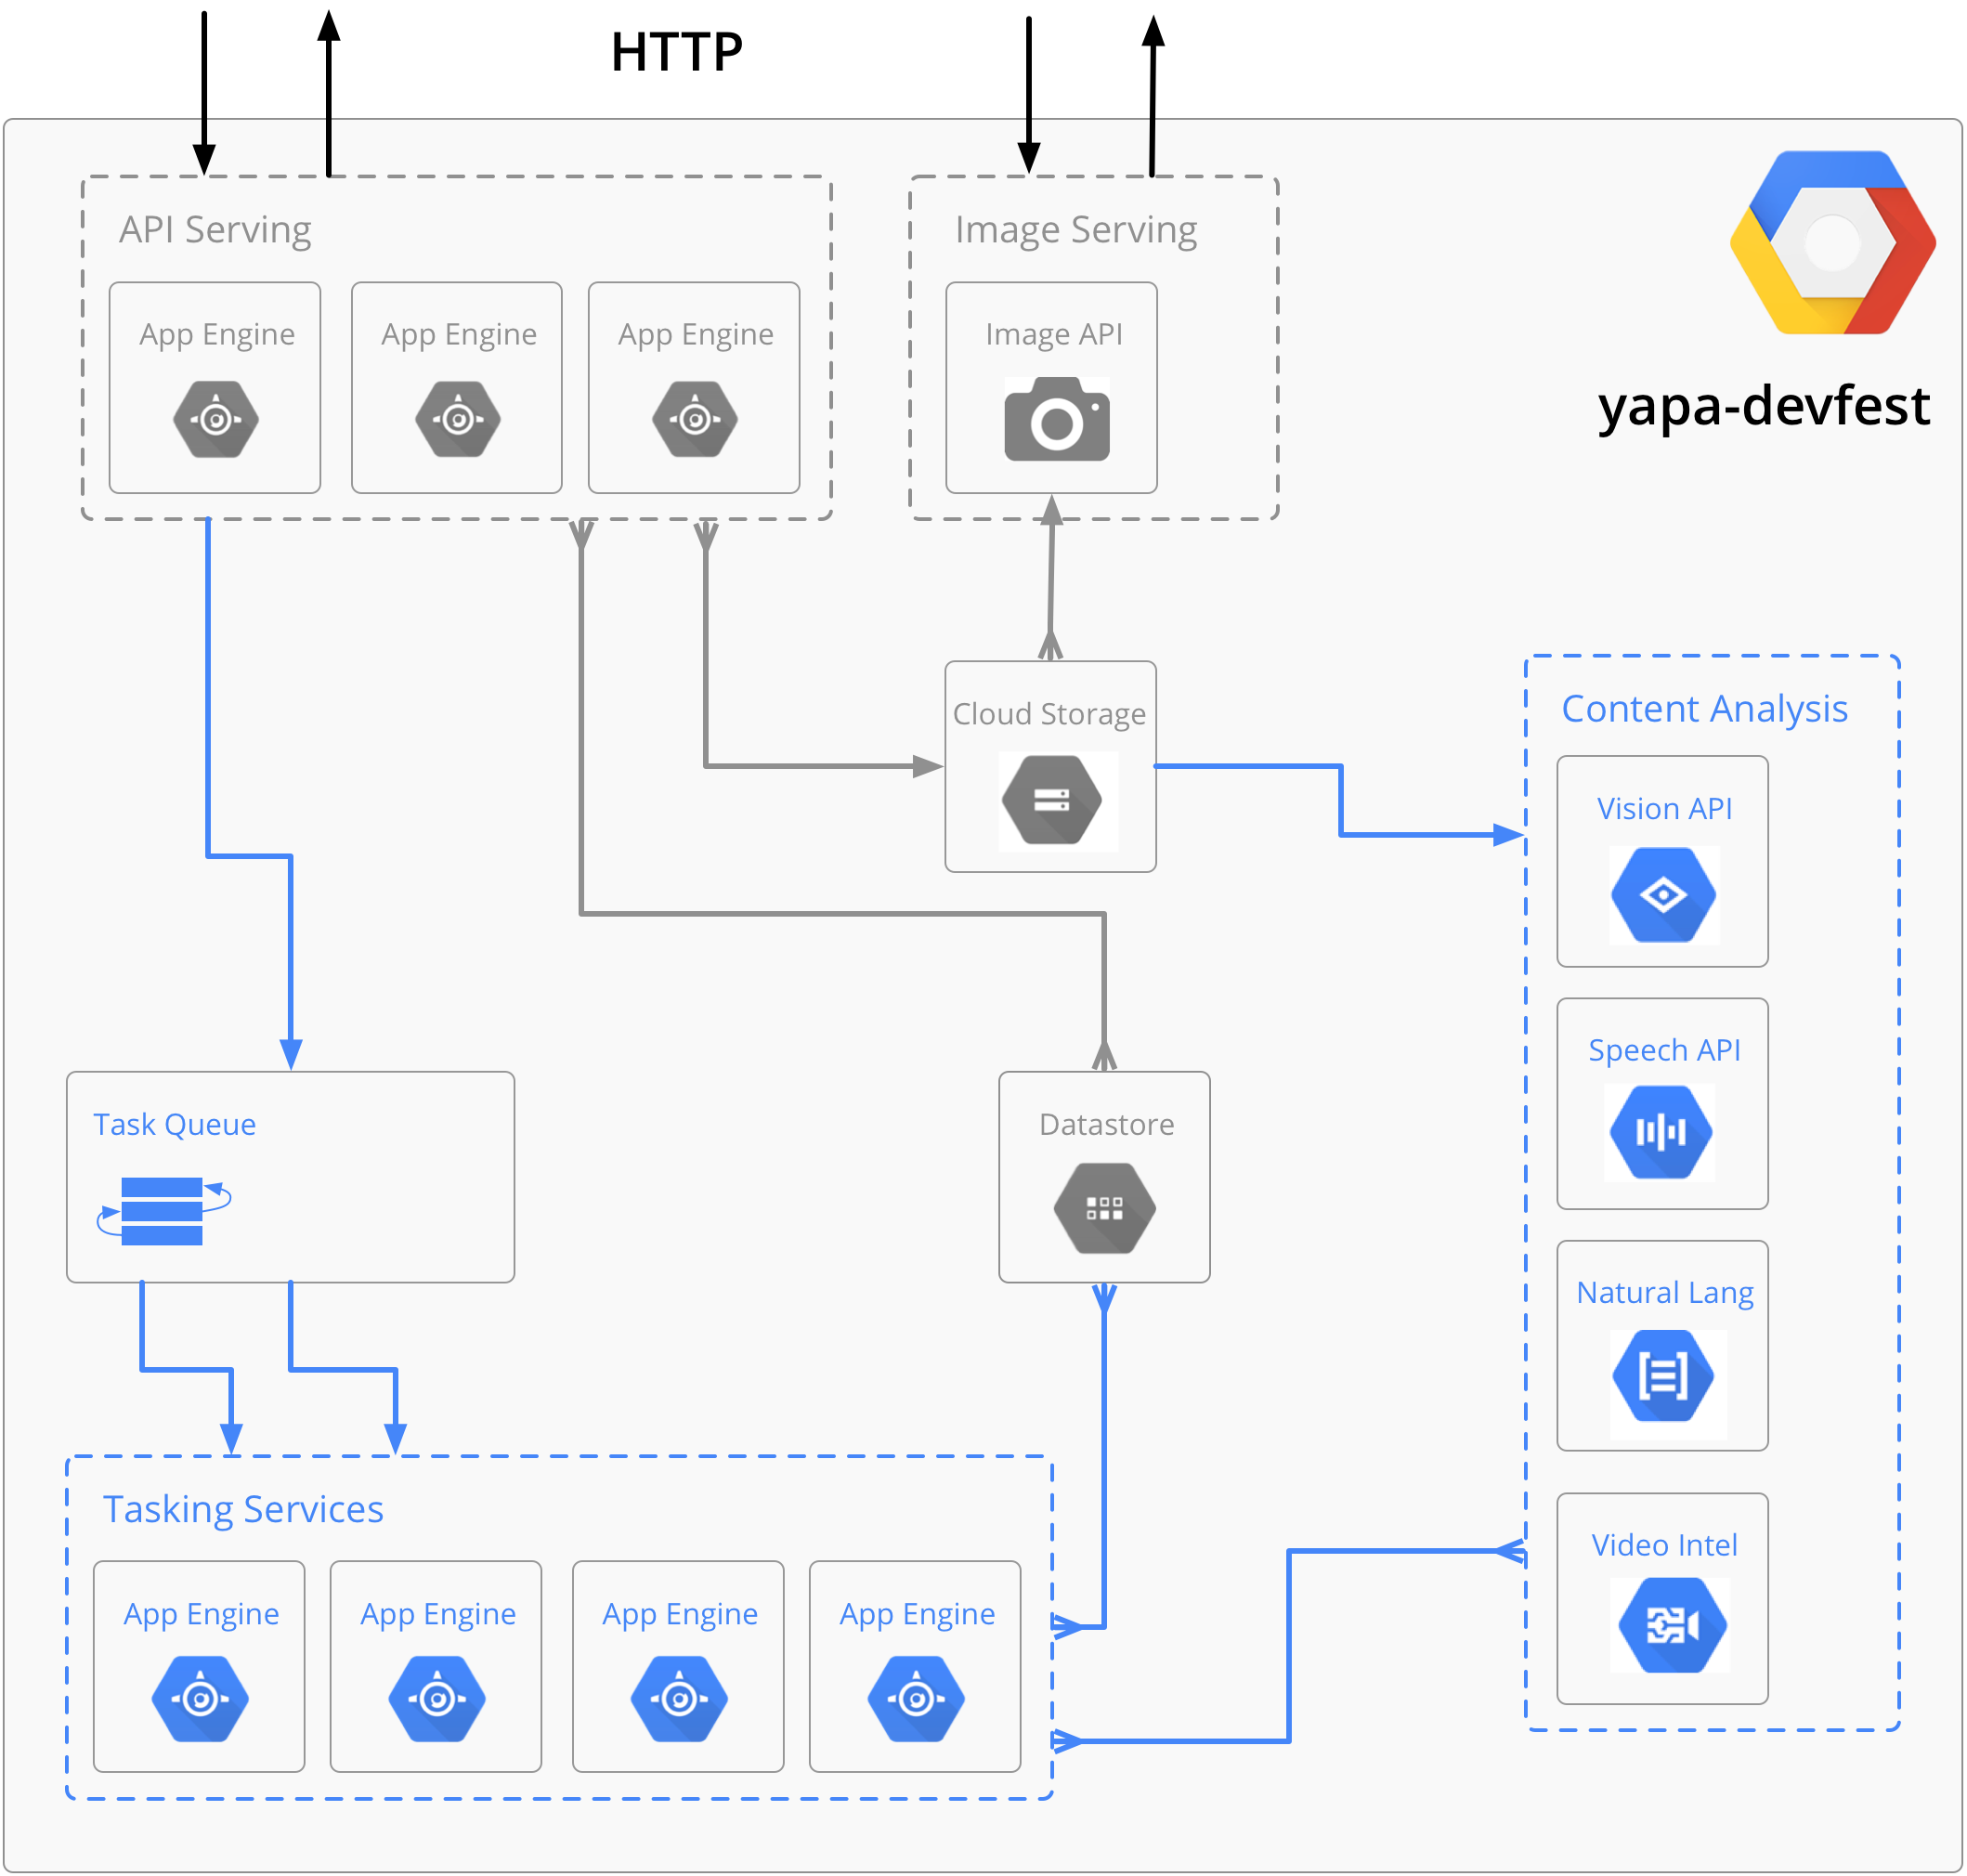 HTTP
API Serving
App Engine
App Engine
App Engine
Image Serving
Image API
yapa-devfest
Cloud Storage
Content Analysis
Vision API
Speech API
Natural Lang
Video Intel
Task Queue
Datastore
Tasking Services
App Engine
App Engine
App Engine
App Engine